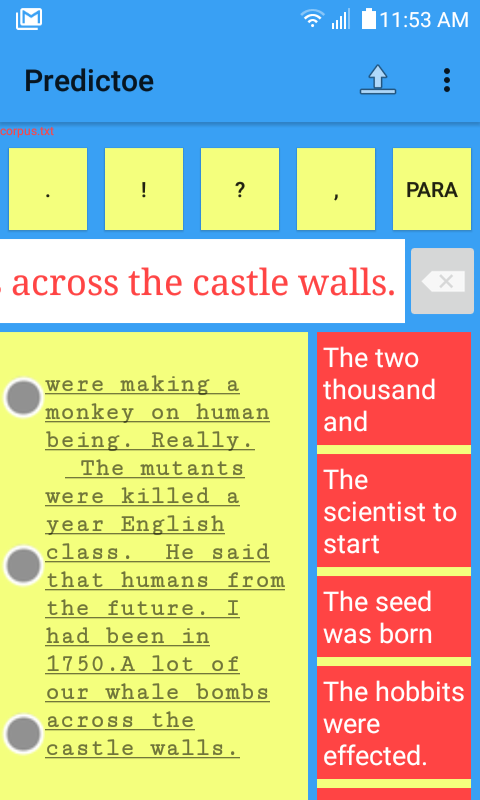 11:53 AM
Predictoe
corpus.txt
. ! ? , PARA
across the castle walls.
were making a
monkey on human
being. Really.
The mutants
were killed a
year English
class. He said
that humans from
the future. I
had been in
1750.A lot of
our whale bombs
across the
castle walls.
The two
thousand
and
The
scientist to
start
The seed
was born
The hobbits
were
effected.